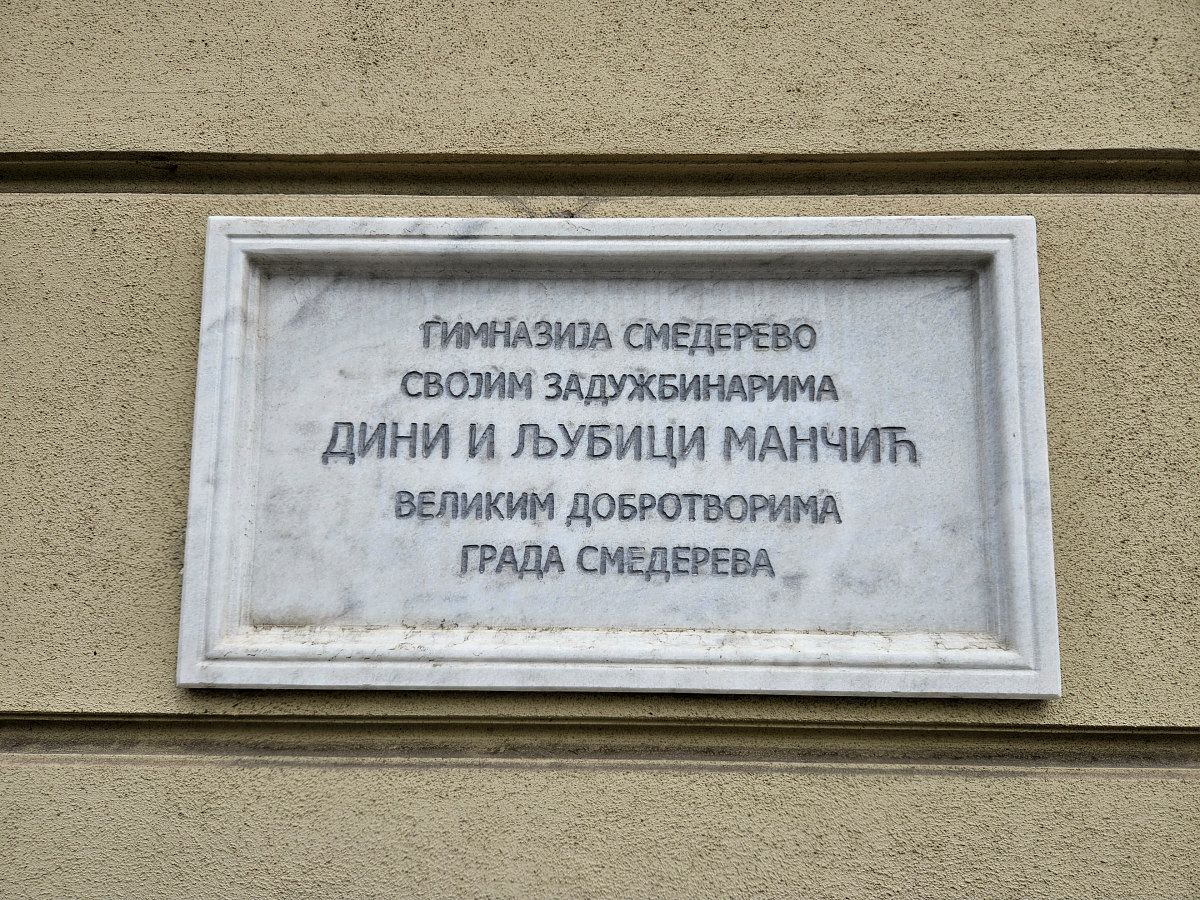 ГИМНАЗИЈА СМЕДЕРЕВО
СВОЈИМ ЗАДУЖБИНАРИМА
ДИНИ И ЉУБИЦИ МАНЧИЋ
ВЕЛИКИМ ДОБРОТВОРИМА
ГРАДА СМЕДЕРЕВА